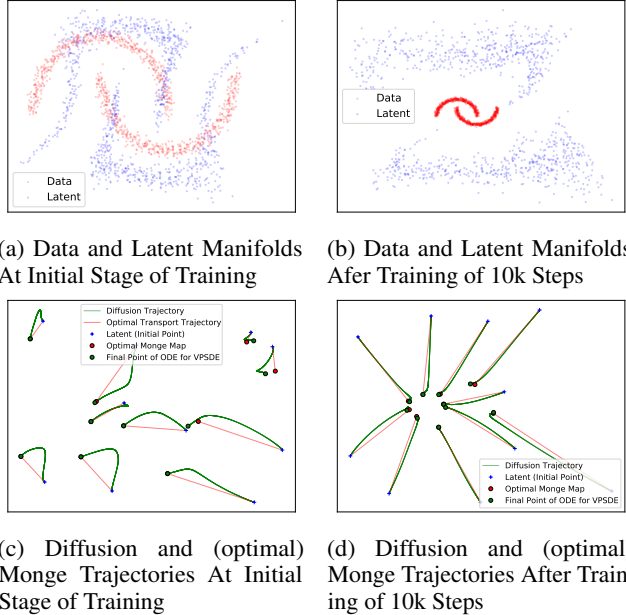 Data
Latent
Data
Latent
(a) Data and Latent Manifolds
At Initial Stage of Training
(b) Data and Latent Manifolds
Afer Training of 10k Steps
Diffusion Trajectory
Optimal Transport Trajectory
Latent (Initial Point)
Optimal Monge Map
Final Point of ODE for VPSDE
Diffusion Trajectory
Latent (Initial Point)
Optimal Monge Map
Final Point of ODE for VPSDE
(c) Diffusion and (optimal)
Monge Trajectories At Initial
Stage of Training
(d) Diffusion and (optimal
Monge Trajectories After Train
ing of 10k Steps